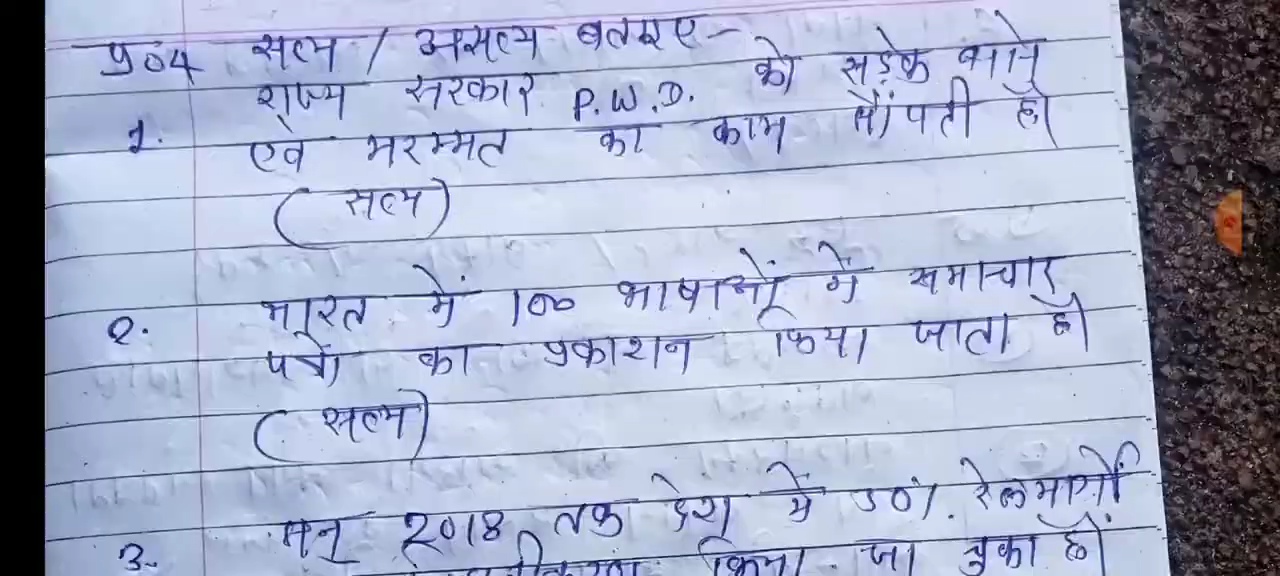 प्र०4 सत्य / असत्य बताइए-
1. राज्य सरकार P.W.D. को सड़के बनाने
एवं मरम्मत का काम सौंपती है।
(सत्य)
2. भारत में 100 भाषाओं में समाचार
पत्रों का प्रकाशन किया जाता है।
(सत्य)
3. सन् 2018 तक देश में 50% रेलमार्गों
किया जा चुका है।